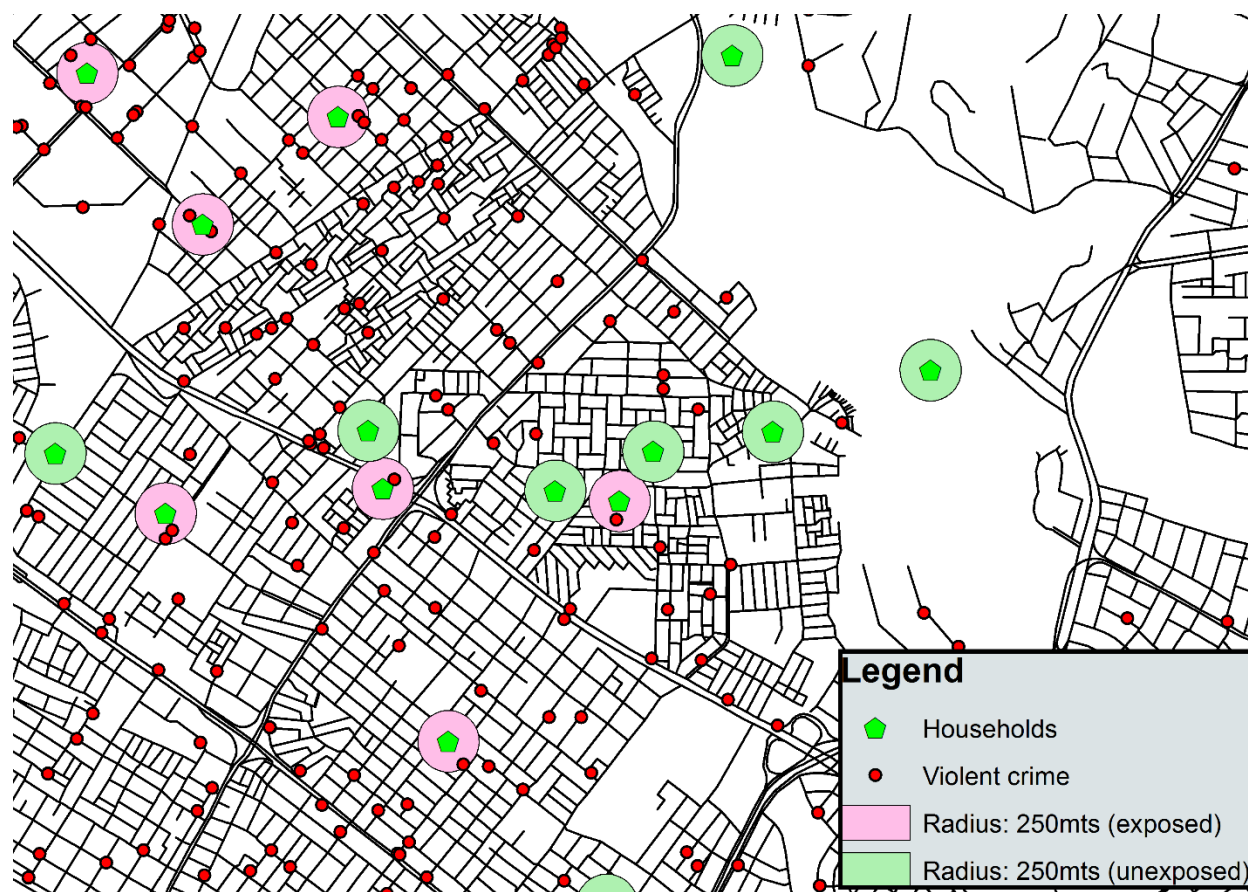 Legend
Households
Violent crime
Radius: 250mts (exposed)
Radius: 250mts (unexposed)